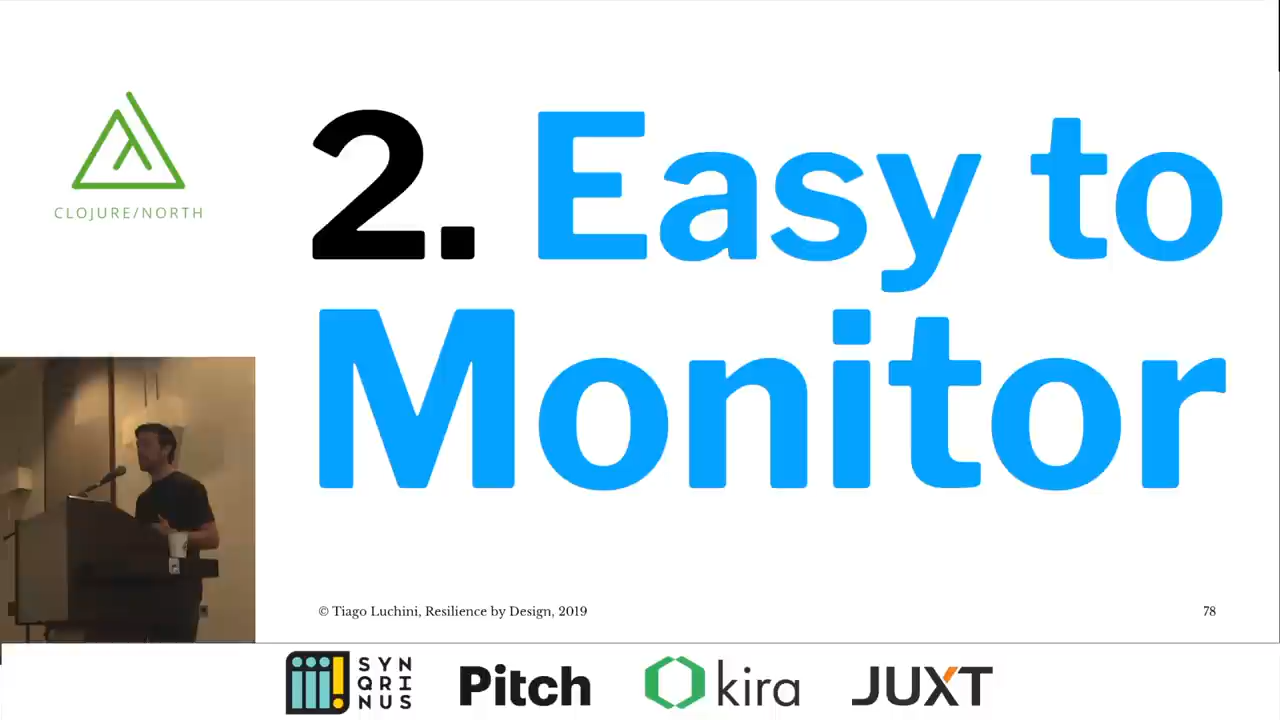 CLOJURE/NORTH
2. Easy to
Monitor
© Tiago Luchini, Resilience by Design, 2019
78
SYN
QRI
NUS
Pitch
kira
JUXT